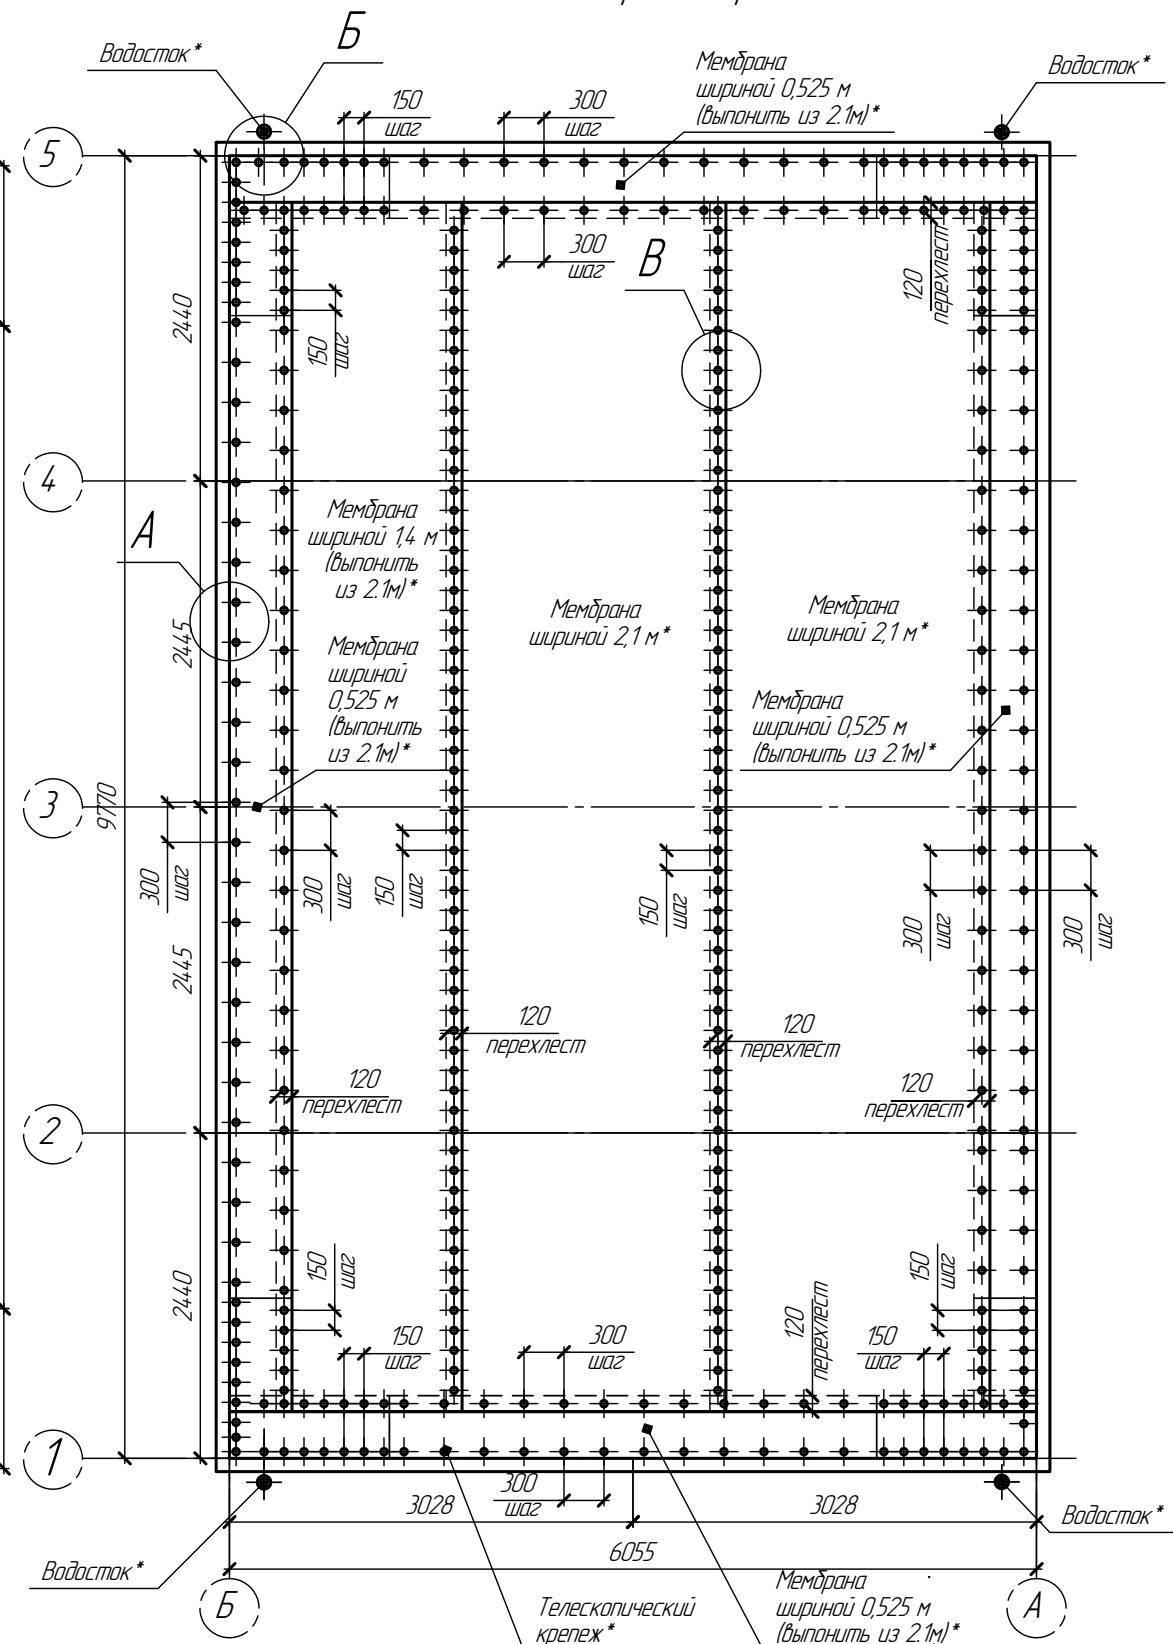 Водосток*
Б
Мембрана
шириной 0,525 м
(выпонить из 2.1м)*
Водосток*
150
шаг
300
шаг
5
300
шаг
В
120
перехлест
2440
150
шаг
4
А
Мембрана
шириной 1,4 м
(выпонить
из 2.1м)*
Мембрана
шириной 2,1 м*
Мембрана
шириной 2,1 м*
2445
Мембрана
шириной
0,525 м
(выпонить
из 2.1м)*
Мембрана
шириной 0,525 м
(выпонить из 2.1м)*
3
9770
300
шаг
300
шаг
150
шаг
150
шаг
300
шаг
300
шаг
2445
120
перехлест
120
перехлест
120
перехлест
120
перехлест
2
2440
150
шаг
150
шаг
300
шаг
120
перехлест
150
шаг
150
шаг
1
300
шаг
3028
3028
Водосток*
6055
Водосток*
Б
А
Телескопический
крепеж*
Мембрана
шириной 0,525 м
(выпонить из 2.1м)*